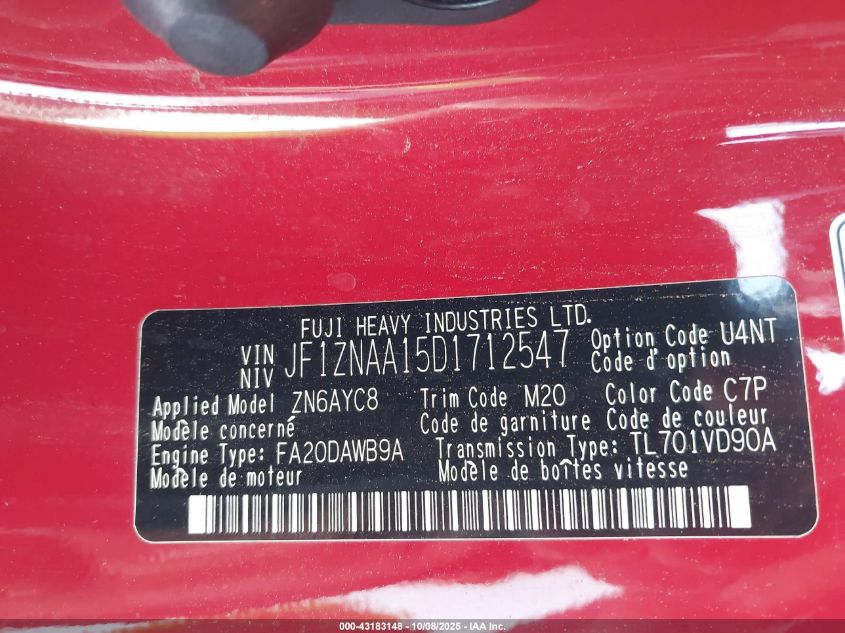 FUJI HEAVY INDUSTRIES LTD.
VIN NIV JF1ZNAA15D1712547 Option Code U4NT
Code d'option
Applied Model ZN6AYC8 Trim Code M20 Color Code C7P
Modèle concerné Code de garniture Code de couleur
Engine Type: FA20DAWB9A Transmission Type: TL701VD90A
Modèle de moteur Modèle de boîtes vitesse
000-43183148 - 10/08/2025 - IAA Inc.